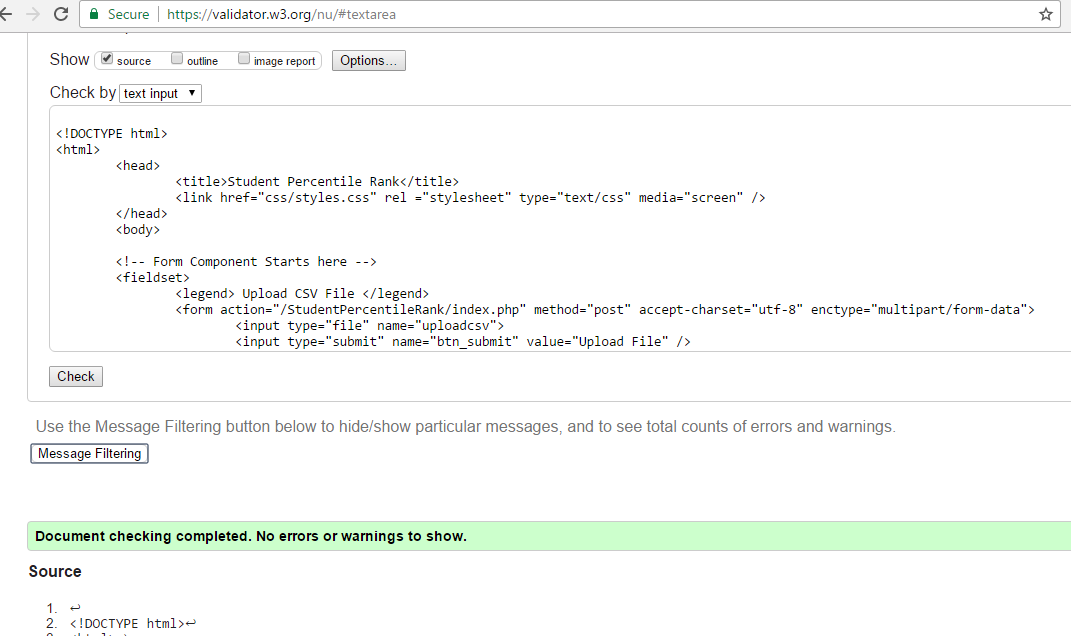 Secure https://validator.w3.org/nu/#textarea
Show source outline image report Options...
Check by text input
<!DOCTYPE html>
<html>
<head>
<title>Student Percentile Rank</title>
<link href="css/styles.css" rel ="stylesheet" type="text/css" media="screen" />
</head>
<body>
<!-- Form Component Starts here -->
<fieldset>
<legend> Upload CSV File </legend>
<form action="/StudentPercentileRank/index.php" method="post" accept-charset="utf-8" enctype="multipart/form-data">
<input type="file" name="uploadcsv">
<input type="submit" name="btn_submit" value="Upload File" />
Check
Use the Message Filtering button below to hide/show particular messages, and to see total counts of errors and warnings.
Message Filtering
Document checking completed. No errors or warnings to show.
Source
1. ↩
2. <!DOCTYPE html>↩